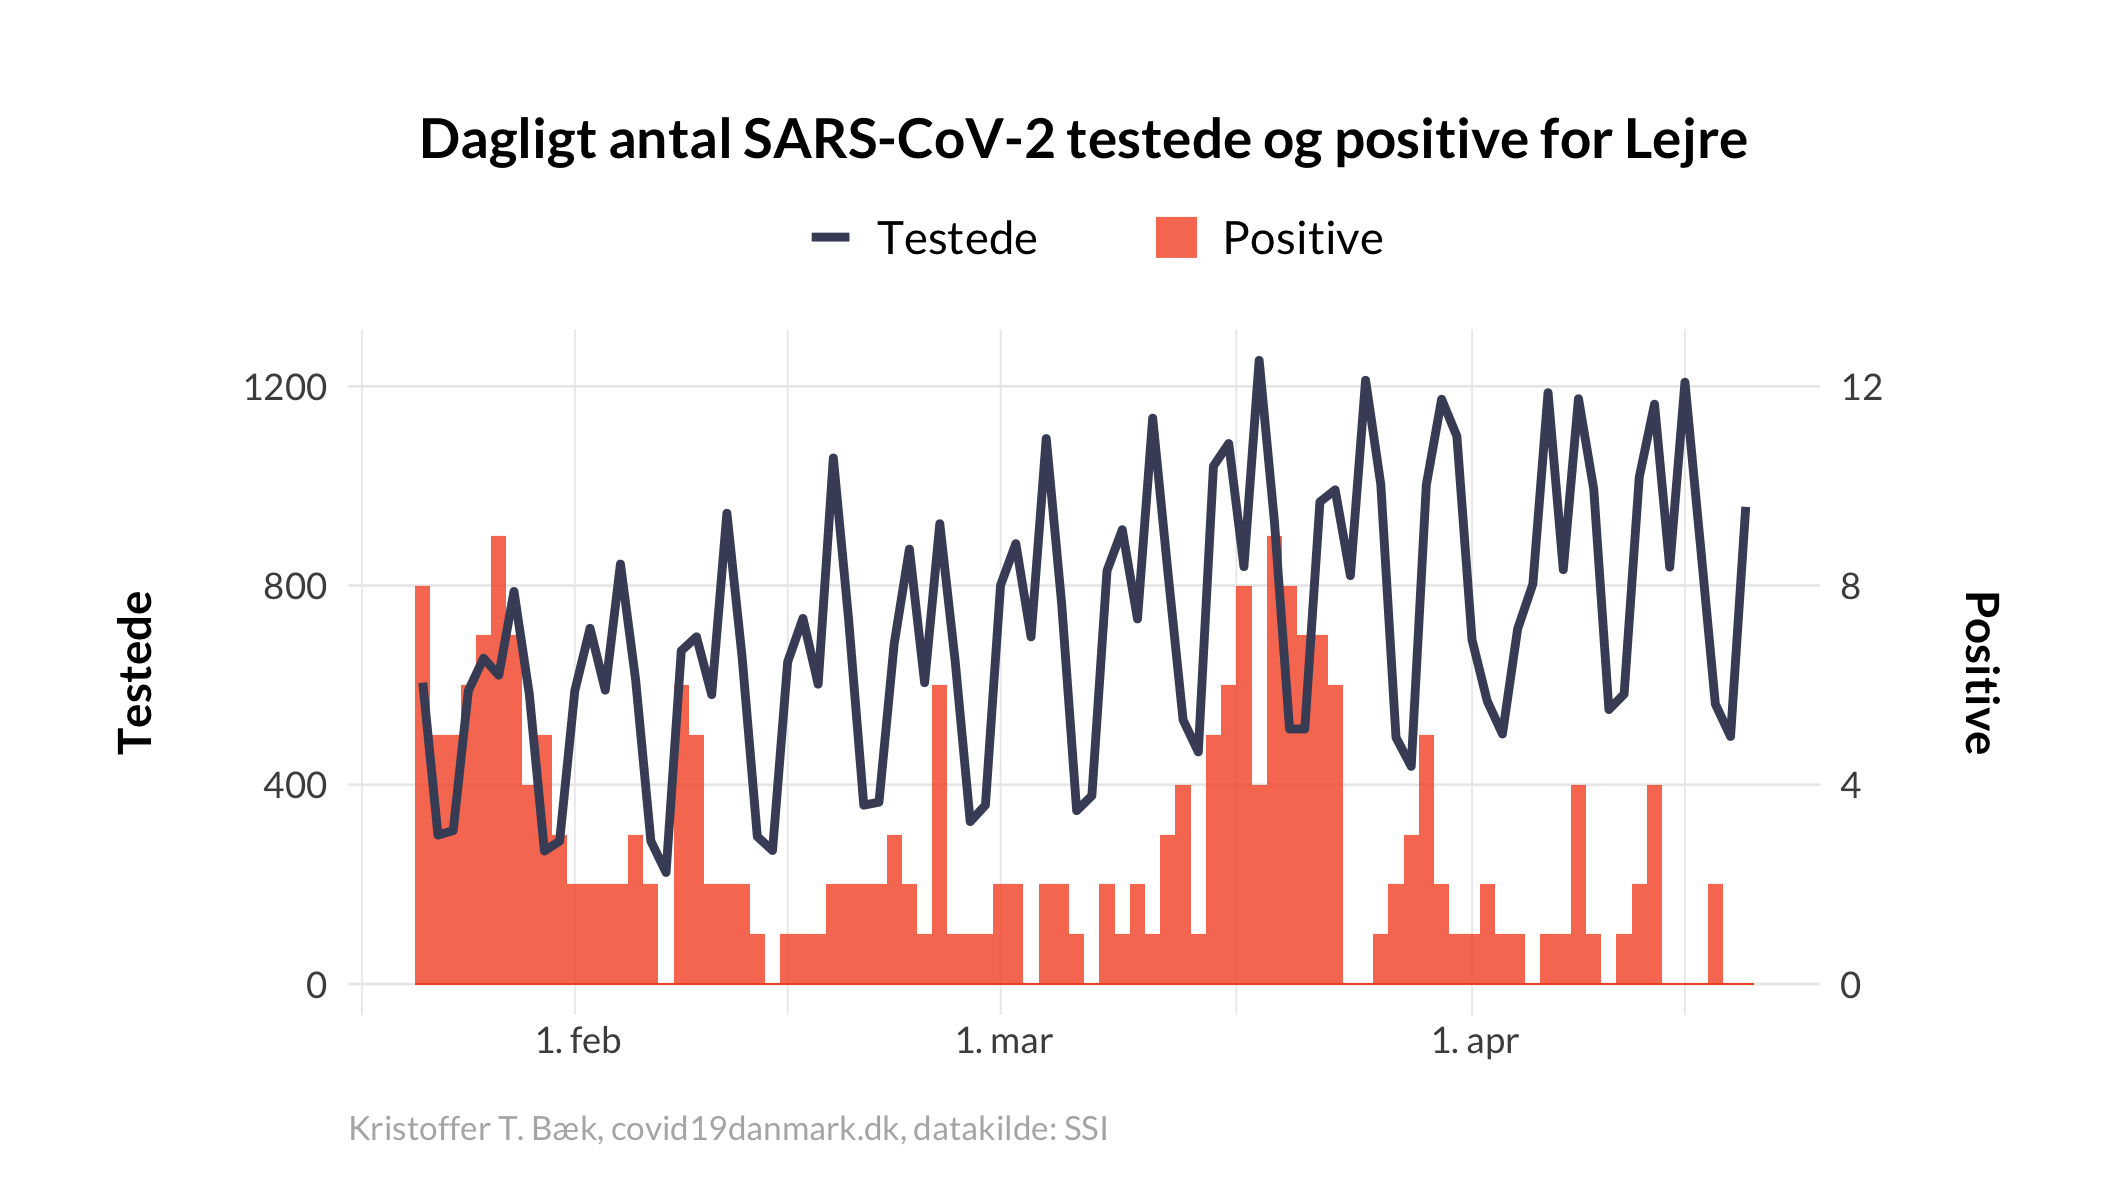 Dagligt antal SARS-CoV-2 testede og positive for Lejre
Testede
Positive
1200
800
400
0
Testede
12
8
4
0
Positive
1. feb
1. mar
1. apr
Kristoffer T. Bæk, covid19danmark.dk, datakilde: SSI